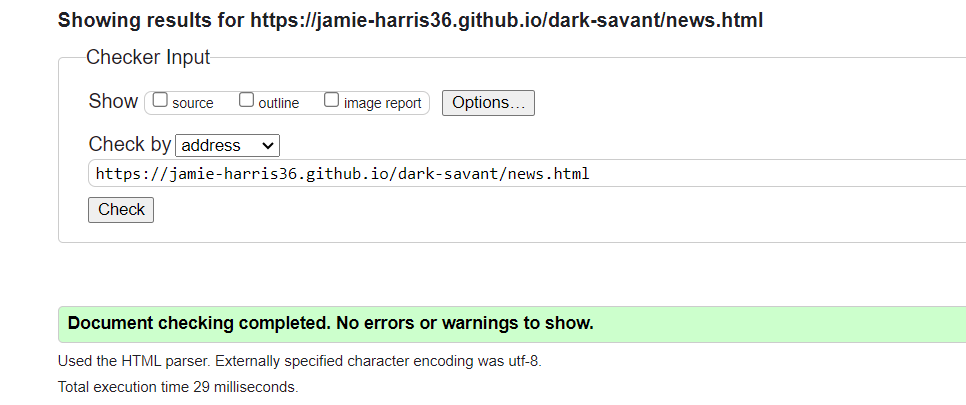 Showing results for https://jamie-harris36.github.io/dark-savant/news.html
Checker Input
Show source outline image report Options...
Check by address
https://jamie-harris36.github.io/dark-savant/news.html
Check
Document checking completed. No errors or warnings to show.
Used the HTML parser. Externally specified character encoding was utf-8.
Total execution time 29 milliseconds.